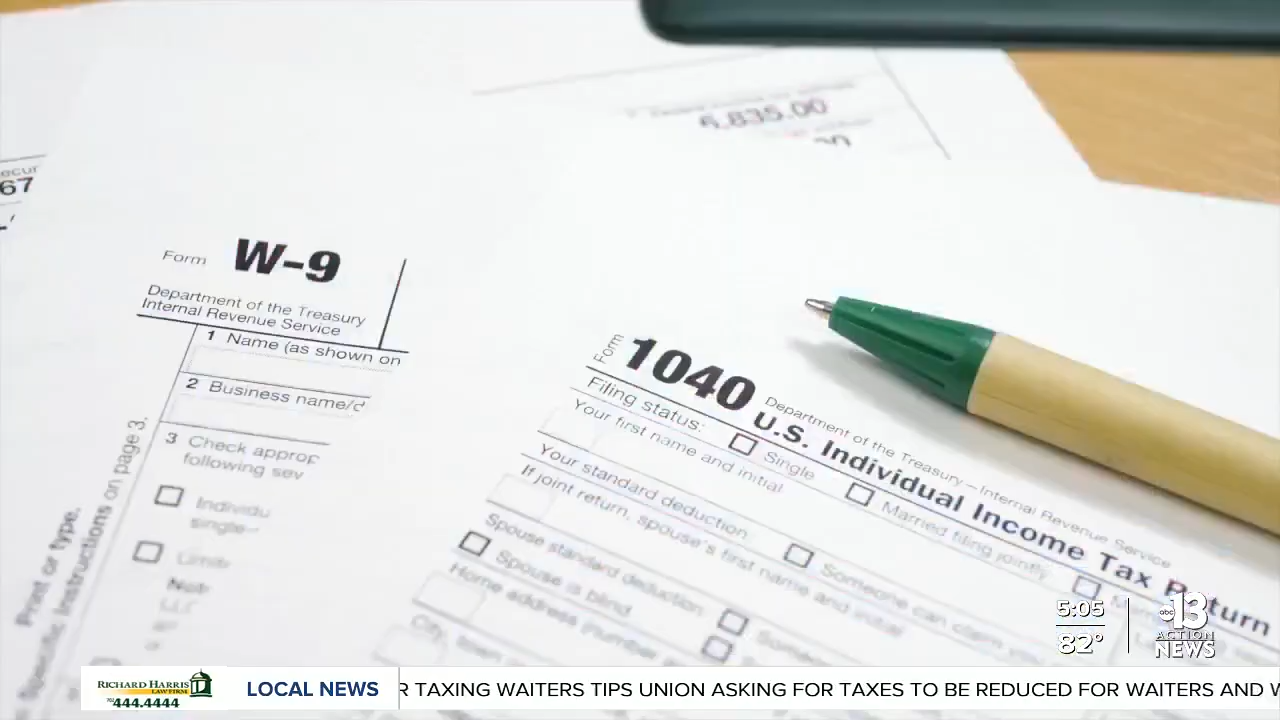 6,835.00
67
Form W-9
Department of the Treasury
Internal Revenue Service
1 Name (as shown on
2 Business name/d
3 Check approp
following sev
Individu
single-
Print or type.
Specific Instructions on page 3.
Form 1040
Department of the Treasury – Internal Revenue Service
U.S. Individual Income Tax Return
Filing status: Single Married filing jointly
Your first name and initial
Your standard deduction Someone can claim
If joint return, spouse's first name and initial
Spouse standard deduction
Spouse is blind
Home address (number
5:05
82°
abc 13
ACTION
NEWS
RICHARD HARRIS
LAW FIRM
444.4444
LOCAL NEWS
R TAXING WAITERS TIPS UNION ASKING FOR TAXES TO BE REDUCED FOR WAITERS AND W